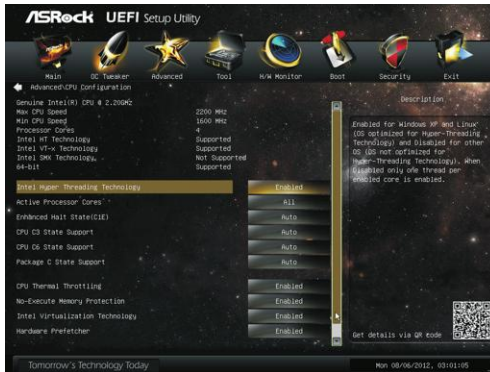 ASRock UEFI Setup Utility
Main OC Tweaker Advanced Tool H/W Monitor Boot Security Exit
Advanced\CPU Configuration
Description
Genuine Intel(R) CPU @ 2.20GHz
Max CPU Speed 2200 MHz
Min CPU Speed 1600 MHz
Processor Cores 4
Intel HT Technology Supported
Intel VT-x Technology Supported
Intel SMX Technology Not Supported
64-bit Supported
Enabled for Windows XP and Linux
(OS optimized for Hyper-Threading
Technology) and Disabled for other
OS (OS not optimized for
Hyper-Threading Technology). When
Disabled only one thread per
enabled core is enabled.
Intel Hyper Threading Technology Enabled
Active Processor Cores All
Enhanced Halt State(C1E) Auto
CPU C3 State Support Auto
CPU C6 State Support Auto
Package C State Support Auto
CPU Thermal Throttling Enabled
No-Execute Memory Protection Enabled
Intel Virtualization Technology Enabled
Hardware Prefetcher Enabled
Get details via QR code
Tomorrow's Technology Today
Mon 08/06/2012, 03:01:05